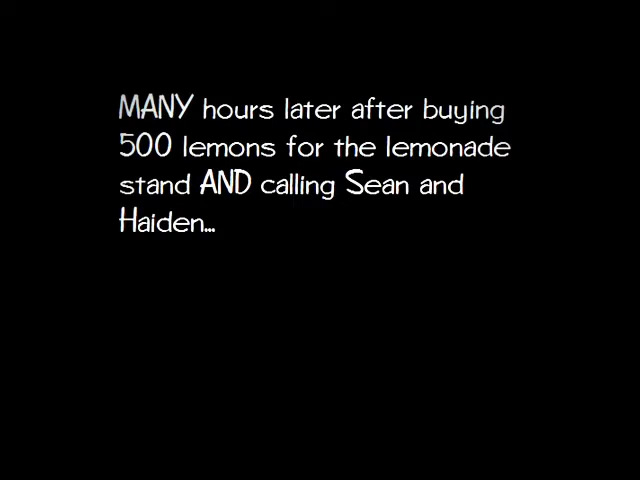 MANY hours later after buying
500 lemons for the lemonade
stand AND calling Sean and
Haiden...